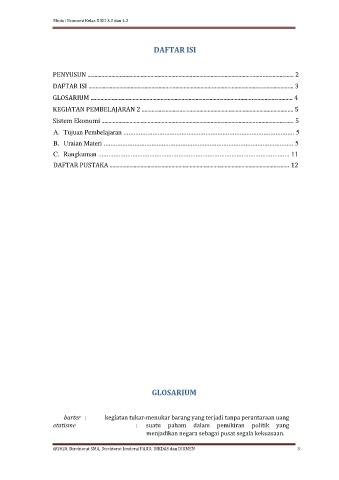 Modul Ekonomi Kelas X KD 3.2 dan 4.2
DAFTAR ISI
PENYUSUN ........................................ 2
DAFTAR ISI ........................................ 3
GLOSARIUM ........................................ 4
KEGIATAN PEMBELAJARAN 2 ........................................ 5
Sistem Ekonomi ........................................ 5
A. Tujuan Pembelajaran ........................................ 5
B. Uraian Materi ........................................ 5
C. Rangkuman ........................................ 11
DAFTAR PUSTAKA ........................................ 12
GLOSARIUM
barter : kegiatan tukar-menukar barang yang terjadi tanpa perantaraan uang
etatisme : suatu paham dalam pemikiran politik yang
menjadikan negara sebagai pusat segala kekuasaan.
@2020, Direktorat SMA, Direktorat Jenderal PAUD, DIKDAS dan DIKMEN 3